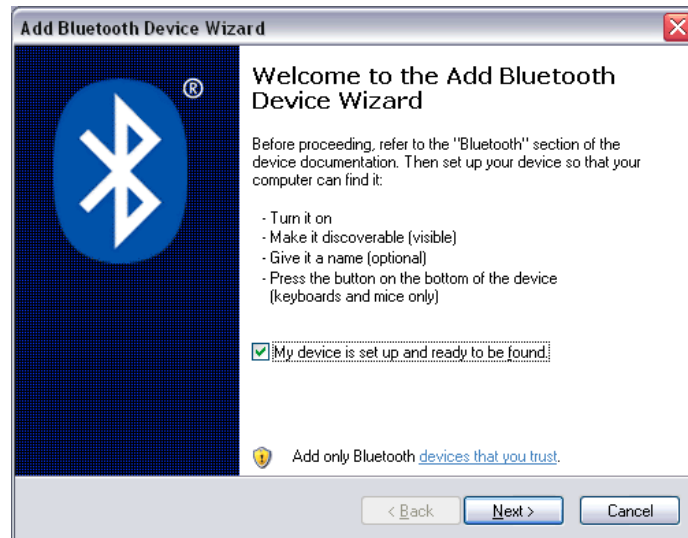 Add Bluetooth Device Wizard
®
Welcome to the Add Bluetooth
Device Wizard
Before proceeding, refer to the "Bluetooth" section of the
device documentation. Then set up your device so that your
computer can find it:
- Turn it on
- Make it discoverable (visible)
- Give it a name (optional)
- Press the button on the bottom of the device
(keyboards and mice only)
My device is set up and ready to be found.
Add only Bluetooth devices that you trust.
< Back
Next >
Cancel